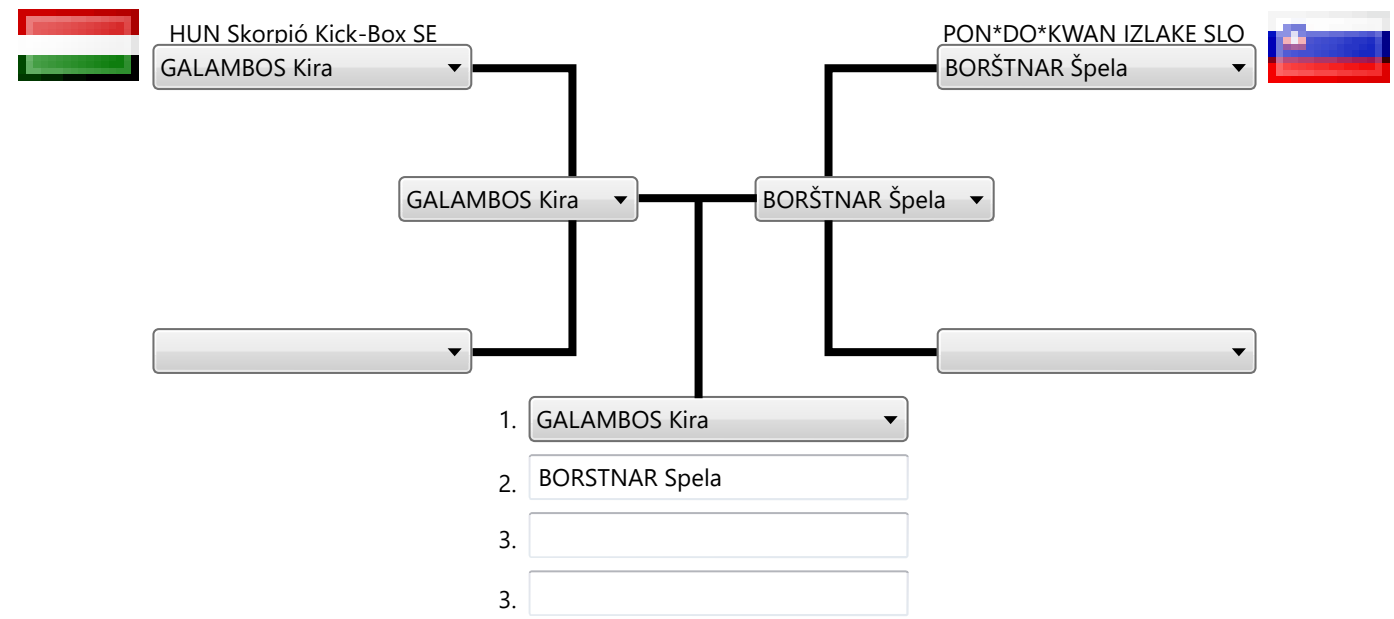 HUN Skorpió Kick-Box SE
PON*DO*KWAN IZLAKE SLO
GALAMBOS Kira
BORŠTNAR Špela
GALAMBOS Kira
BORŠTNAR Špela
1. GALAMBOS Kira
2. BORSTNAR Spela
3.
3.